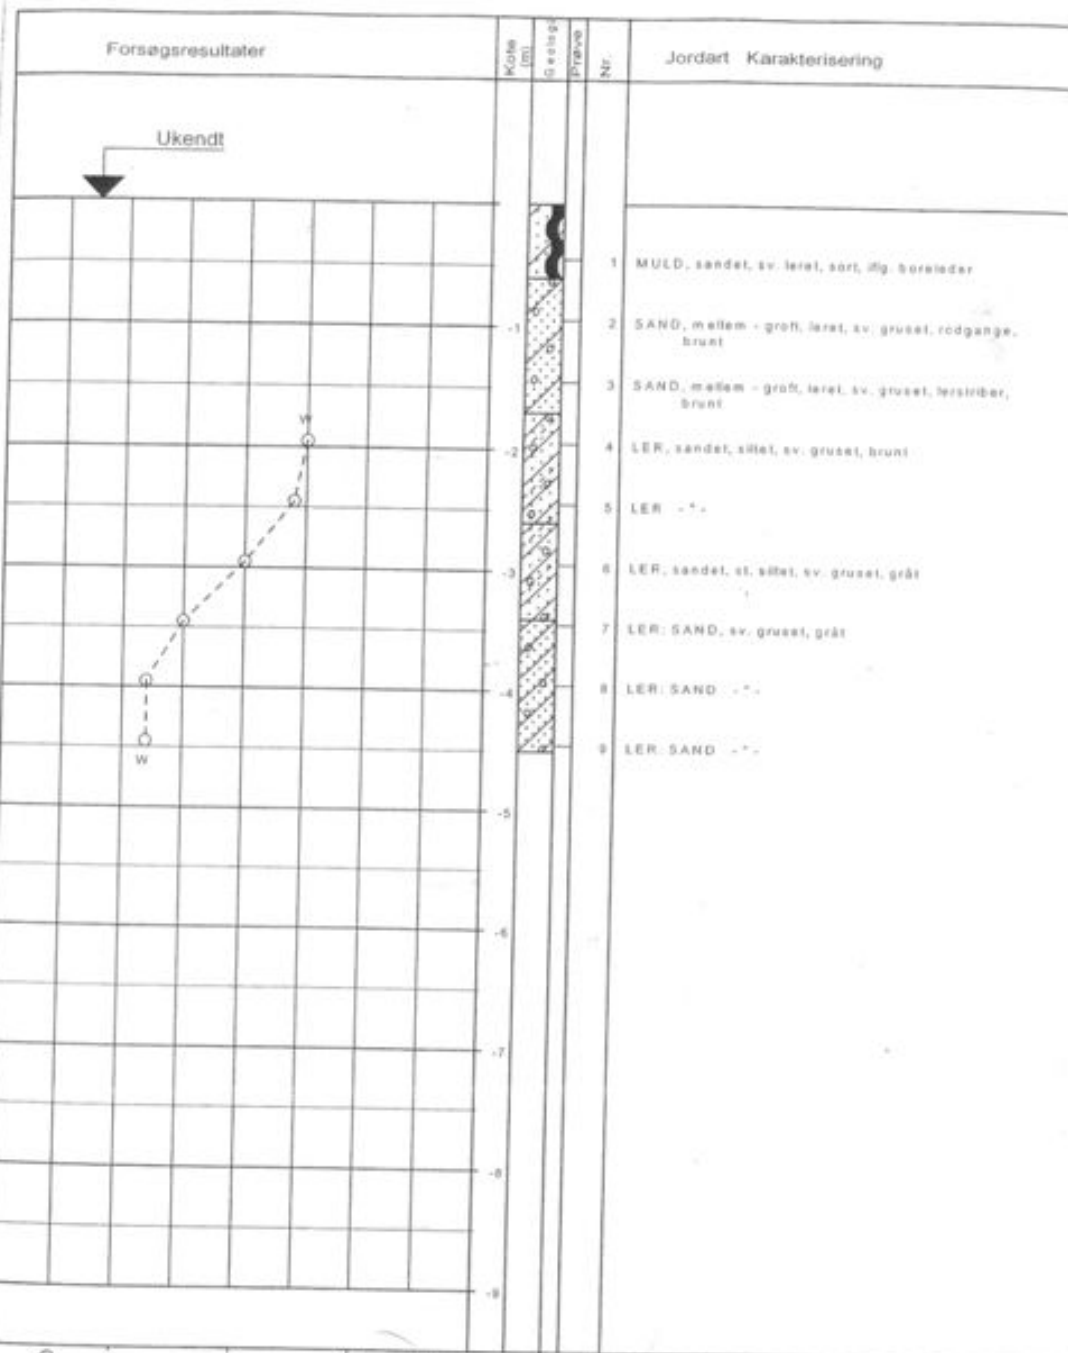 Forsøgsresultater
Kote (m)
Geologi
Prøve
Nr.
Jordart Karakterisering
Ukendt
1 MULD, sandet, sv. leret, sort, iflg. boreleder
-1
2 SAND, mellem - groft, leret, sv. gruset, rodgange,
brunt
3 SAND, mellem - groft, leret, sv. gruset, lerstriber,
brunt
W
-2
4 LER, sandet, siltet, sv. gruset, brunt
5 LER -"-
-3
6 LER, sandet, st. siltet, sv. gruset, gråt
7 LER: SAND, sv. gruset, gråt
-4
8 LER: SAND -"-
9 LER: SAND -"-
W
-5
-6
-7
-8
-9